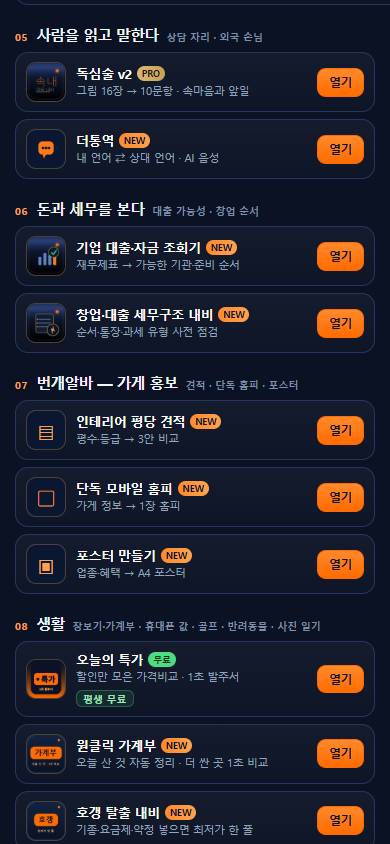 05 사람을 읽고 말한다 상담 자리 · 외국 손님
속내
독심술 v2 PRO
그림 16장 → 10문항 · 속마음과 앞일
열기
더통역 NEW
내 언어 ⇄ 상대 언어 · AI 음성
열기
06 돈과 세무를 본다 대출 가능성 · 창업 순서
기업 대출·자금 조회기 NEW
재무제표 → 가능한 기관·준비 순서
열기
창업·대출 세무구조 내비 NEW
순서·통장·과세 유형 사전 점검
열기
07 번개알바 — 가게 홍보 견적 · 단독 홈피 · 포스터
인테리어 평당 견적 NEW
평수·등급 → 3안 비교
열기
단독 모바일 홈피 NEW
가게 정보 → 1장 홈피
열기
포스터 만들기 NEW
업종·혜택 → A4 포스터
열기
08 생활 장보기·가계부 · 휴대폰 값 · 골프 · 반려동물 · 사진 일기
특가
오늘의 특가 무료
할인만 모은 가격비교 · 1초 발주서
평생 무료
열기
가계부
원클릭 가계부 NEW
오늘 산 것 자동 정리 · 더 싼 곳 1초 비교
열기
호갱
호갱 탈출 내비 NEW
기종·요금제·약정 넣으면 최저가 한 풀
열기